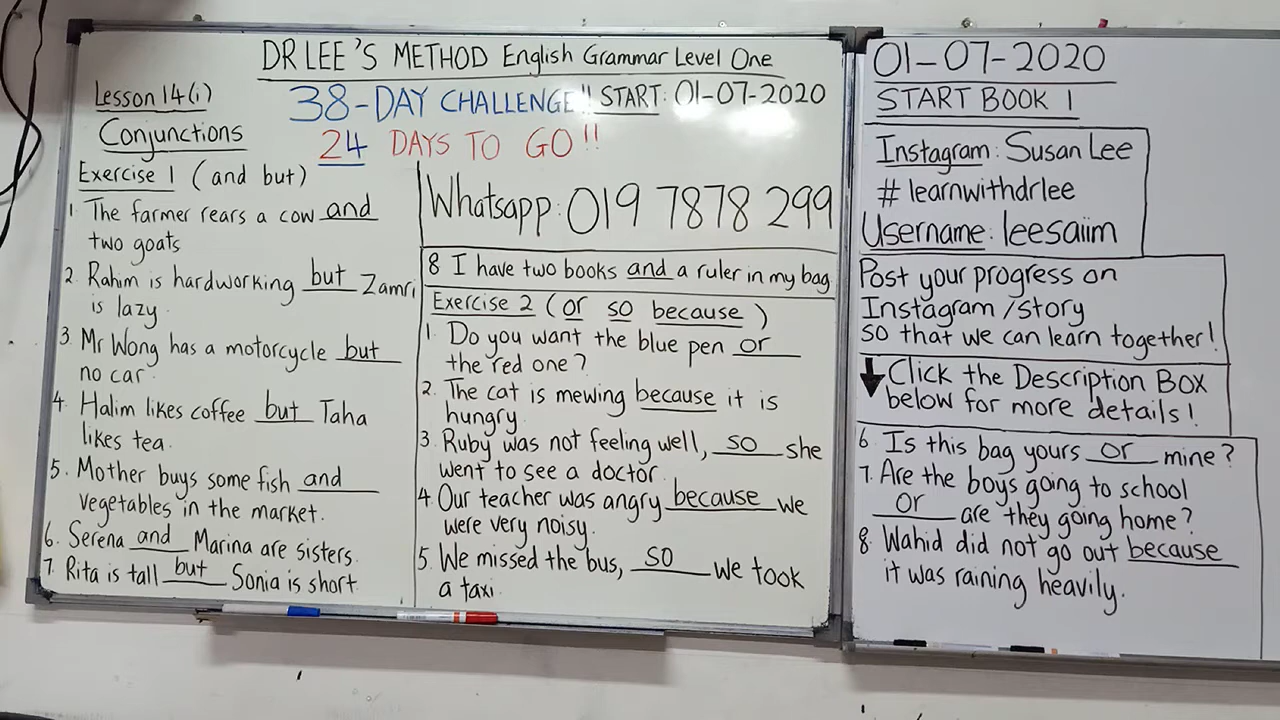 DR LEE'S METHOD English Grammar Level One
Lesson 14(i)
38-DAY CHALLENGE!! START: 01-07-2020
Conjunctions
24 DAYS TO GO!!
Exercise 1 (and but)
1 The farmer rears a cow and
two goats
2. Rahim is hardworking but Zamri
is lazy.
3. Mr Wong has a motorcycle but
no car
4. Halim likes coffee but Taha
likes tea.
5. Mother buys some fish and
vegetables in the market.
6. Serena and Marina are sisters.
7. Rita is tall but Sonia is short.
Whatsapp: 019 7878 299
8 I have two books and a ruler in my bag
Exercise 2 (or so because)
1. Do you want the blue pen or
the red one?
2. The cat is mewing because it is
hungry.
3. Ruby was not feeling well, so she
went to see a doctor.
4. Our teacher was angry because we
were very noisy.
5. We missed the bus, so we took
a taxi.
01-07-2020
START BOOK 1
Instagram: Susan Lee
# learnwithdrlee
Username: leesaiim
Post your progress on
Instagram/story
so that we can learn together!
Click the Description Box
below for more details!
6. Is this bag yours or mine?
7. Are the boys going to school
or are they going home?
8. Wahid did not go out because
it was raining heavily.